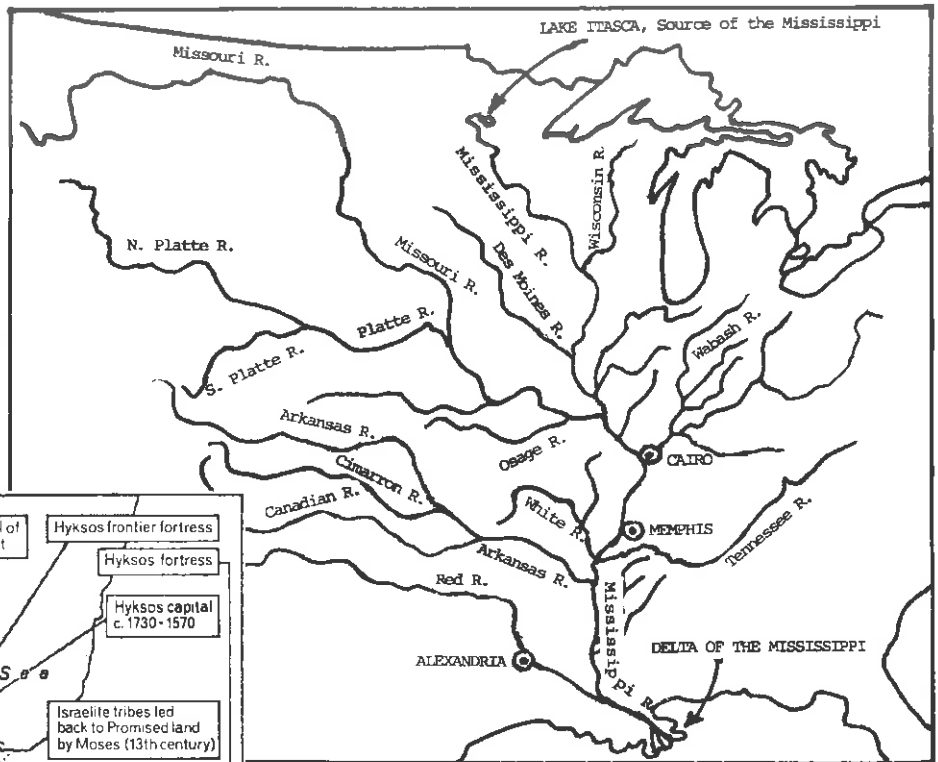 LAKE ITASCA, Source of the Mississippi
Missouri R.
Mississippi R.
Wisconsin R.
N. Platte R.
Missouri R.
Des Moines R.
Platte R.
Wabash R.
S. Platte R.
Arkansas R.
Osage R.
CAIRO
Cimarron R.
Canadian R.
White R.
MEMPHIS
Tennessee R.
Arkansas R.
Red R.
Mississippi R.
ALEXANDRIA
DELTA OF THE MISSISSIPPI
of
t
Hyksos frontier fortress
Hyksos fortress
Hyksos capital
c. 1730-1570
S e a
Israelite tribes led
back to Promised land
by Moses (13th century)